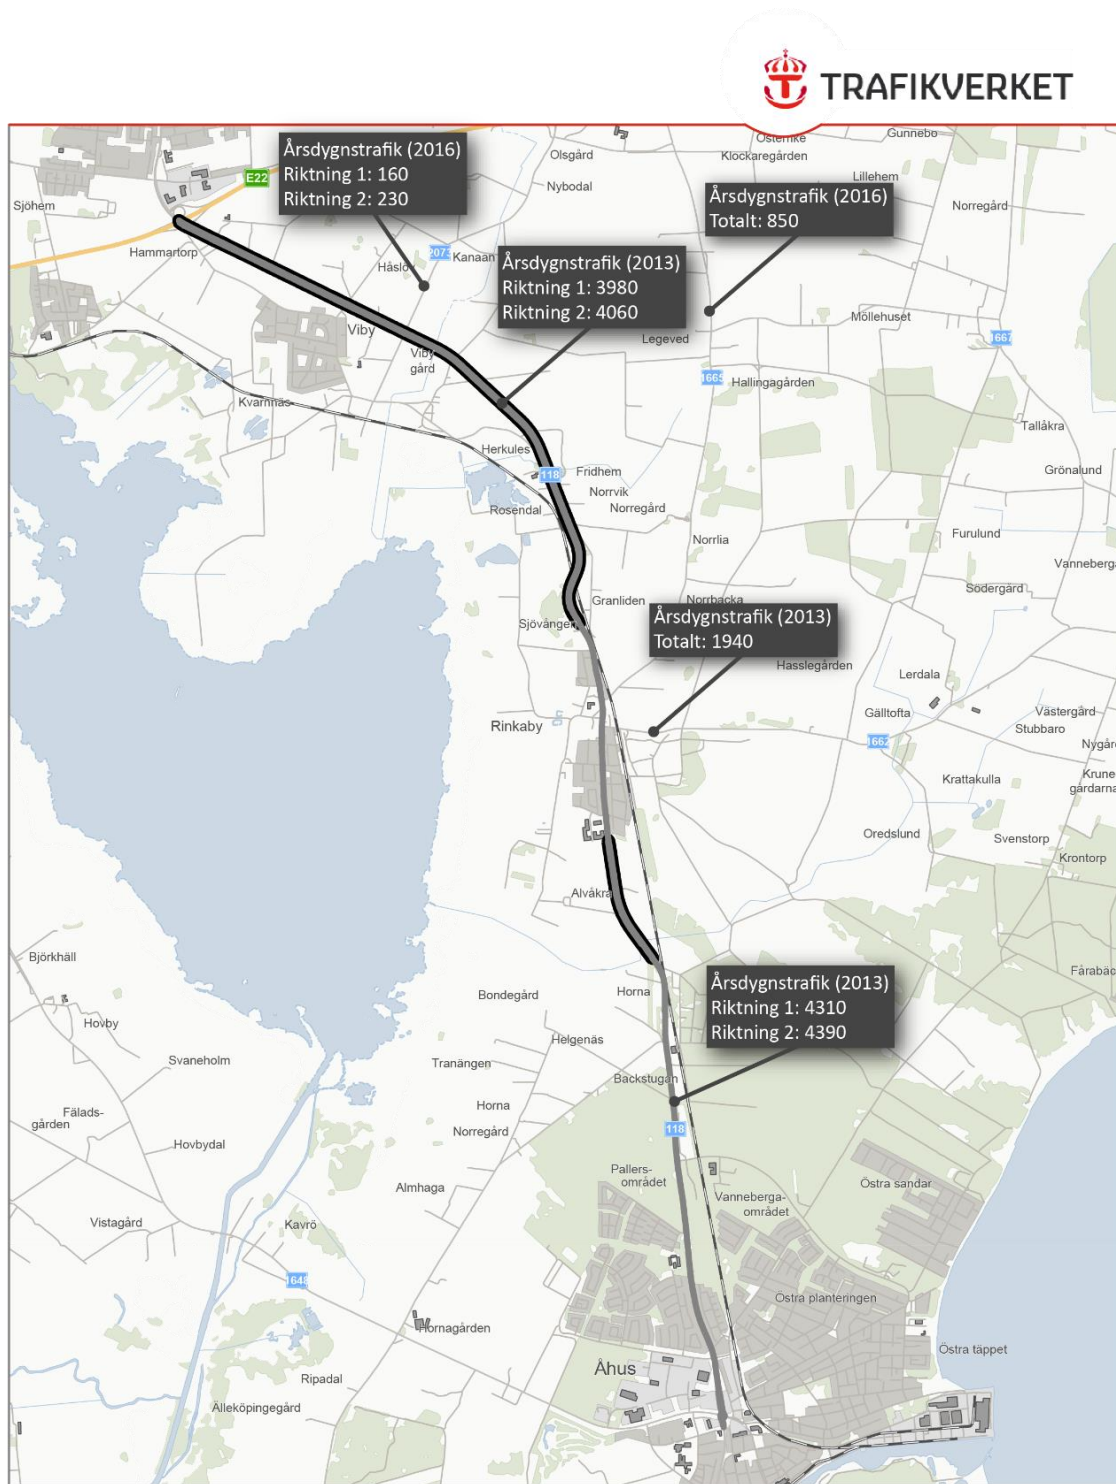 TRAFIKVERKET
Årsdygnstrafik (2016)
Riktning 1: 160
Riktning 2: 230
Årsdygnstrafik (2016)
Totalt: 850
Årsdygnstrafik (2013)
Riktning 1: 3980
Riktning 2: 4060
Årsdygnstrafik (2013)
Totalt: 1940
Årsdygnstrafik (2013)
Riktning 1: 4310
Riktning 2: 4390
Gunnebo
Olsgård
Klockaregården
E22
Lillehem
Nybodal
Sjöhem
Norregård
Hammartorp
Kanaan
Håslöv
Möllehuset
Viby
Legeved
1667
Viby
gård
1665
Hallingagården
Kvarnnäs
Tallåkra
Herkules
118
Fridhem
Grönalund
Norrvik
Rosendal
Norregård
Furulund
Norrlia
Södergård
Granliden
Norrbacka
Sjövången
Hasslegården
Lerdala
Gälltofta
Västergård
Rinkaby
Stubbaro
1662
Krattakulla
Krune
gårdarna
Oredslund
Svenstorp
Krontorp
Alvåkra
Björkhäll
Horna
Bondegård
Hovby
Helgenäs
Svaneholm
Tranängen
Backstugan
Horna
Fälads-
gården
Norregård
118
Hovbydal
Pallers-
området
Östra sandar
Almhaga
Vanneberga-
området
Vistagård
Kavrö
1648
Östra planteringen
Hornagården
Östra täppet
Åhus
Ripadal
Alleköpingegård